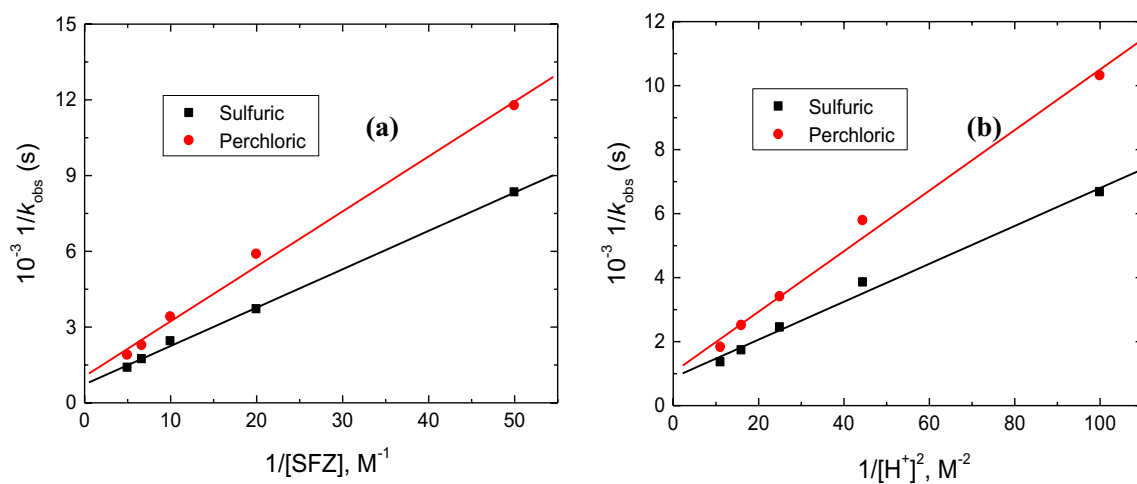 15
12
9
6
3
0
10⁻³ 1/k_obs (s)
Sulfuric
Perchloric
(a)
0 10 20 30 40 50
1/[SFZ], M⁻¹
12
10
8
6
4
2
0
10⁻³ 1/k_obs (s)
Sulfuric
Perchloric
(b)
0 20 40 60 80 100
1/[H⁺]², M⁻²